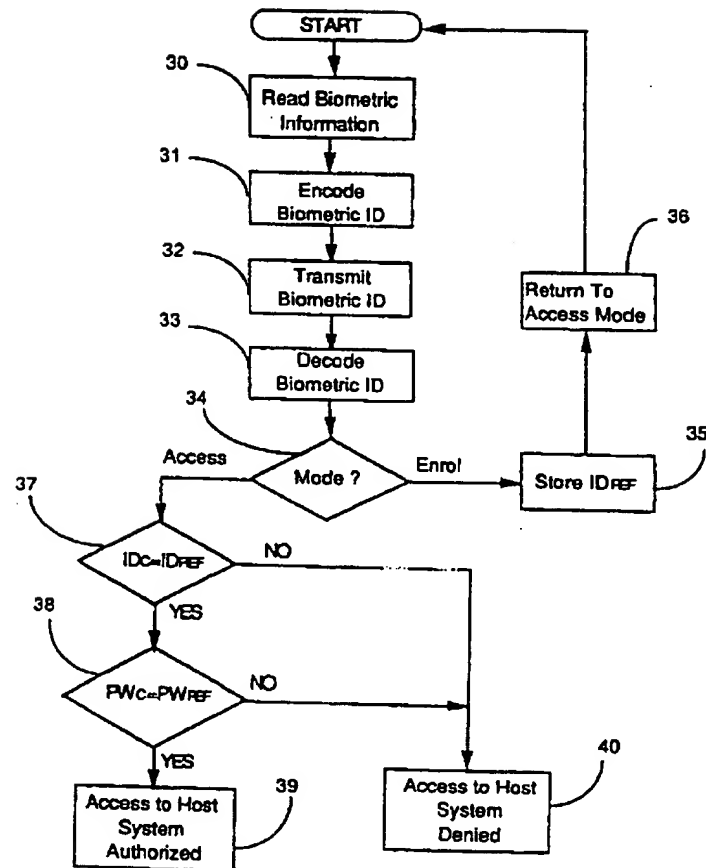 START
30
Read Biometric
Information
31
Encode
Biometric ID
32
Transmit
Biometric ID
36
Return To
Access Mode
33
Decode
Biometric ID
34
Access
Mode ?
Enrol
35
Store IDREF
37
IDC=IDREF
NO
YES
38
PWC=PWREF
NO
YES
39
Access to Host
System
Authorized
40
Access to Host
System
Denied